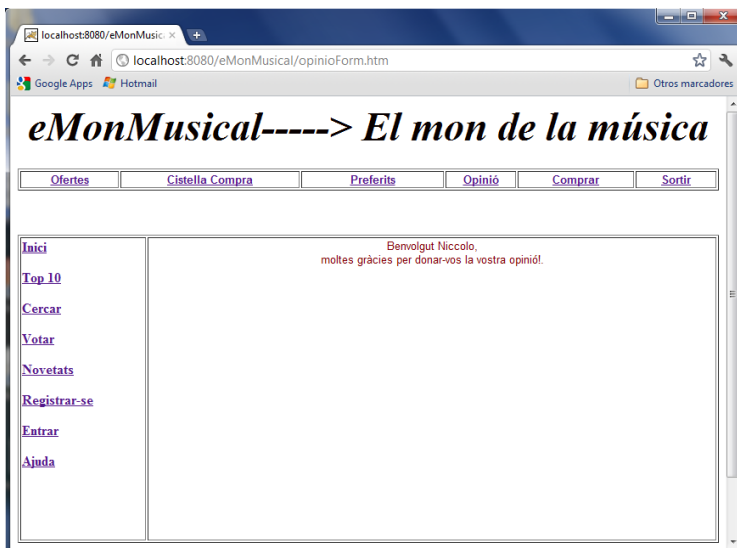 localhost:8080/eMonMusic
localhost:8080/eMonMusical/opinioForm.htm
Google Apps Hotmail Otros marcadores
eMonMusical-----> El mon de la música
Ofertes Cistella Compra Preferits Opinió Comprar Sortir
Inici
Top 10
Cercar
Votar
Novetats
Registrar-se
Entrar
Ajuda
Benvolgut Niccolo,
moltes gràcies per donar-vos la vostra opinió!.